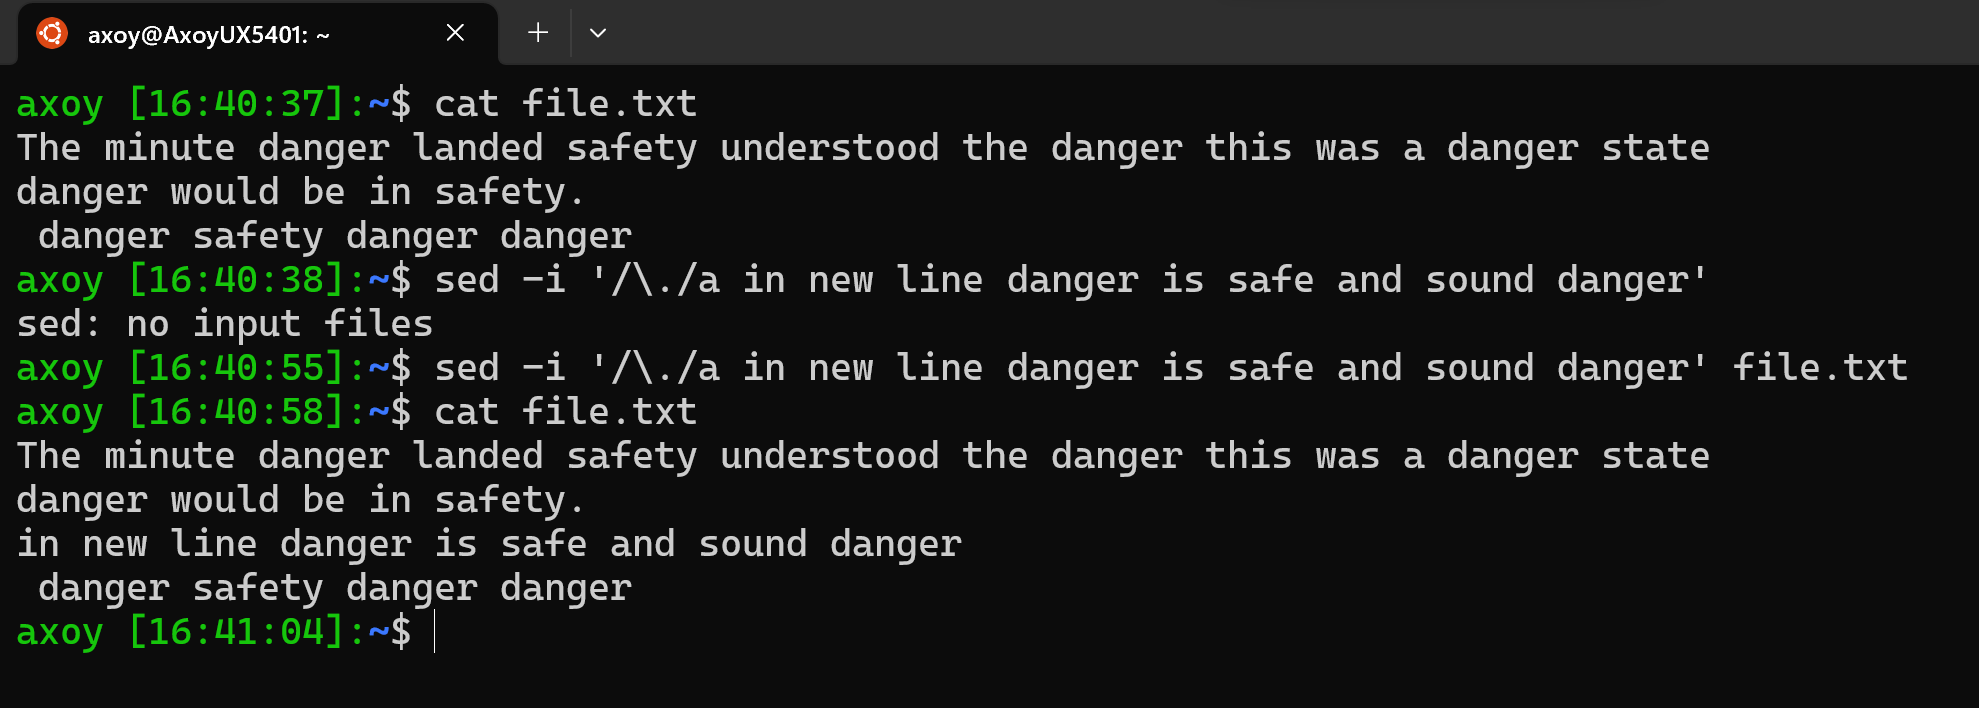 axoy@AxoyUX5401: ~
axoy [16:40:37]:~$ cat file.txt
The minute danger landed safety understood the danger this was a danger state
danger would be in safety.
 danger safety danger danger
axoy [16:40:38]:~$ sed -i '/\./a in new line danger is safe and sound danger'
sed: no input files
axoy [16:40:55]:~$ sed -i '/\./a in new line danger is safe and sound danger' file.txt
axoy [16:40:58]:~$ cat file.txt
The minute danger landed safety understood the danger this was a danger state
danger would be in safety.
in new line danger is safe and sound danger
 danger safety danger danger
axoy [16:41:04]:~$